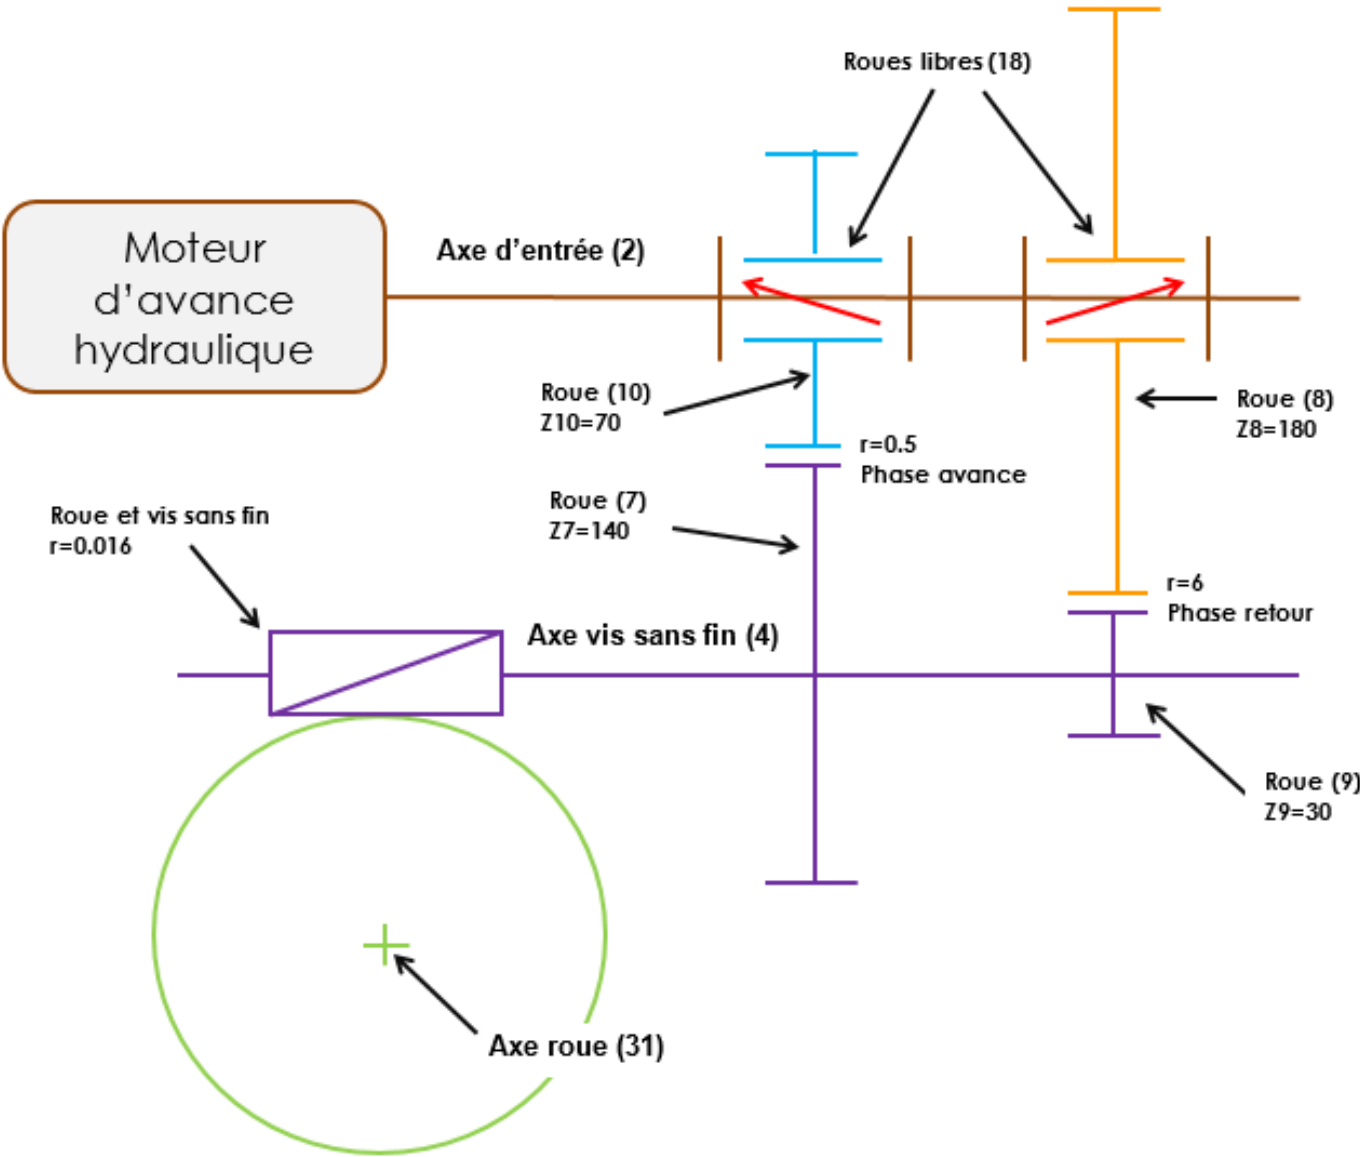 Roues libres (18)
Moteur
d'avance
hydraulique
Axe d'entrée (2)
Roue (10)
Z10=70
Roue (8)
Z8=180
r=0.5
Phase avance
Roue (7)
Z7=140
Roue et vis sans fin
r=0.016
r=6
Phase retour
Axe vis sans fin (4)
Roue (9)
Z9=30
Axe roue (31)